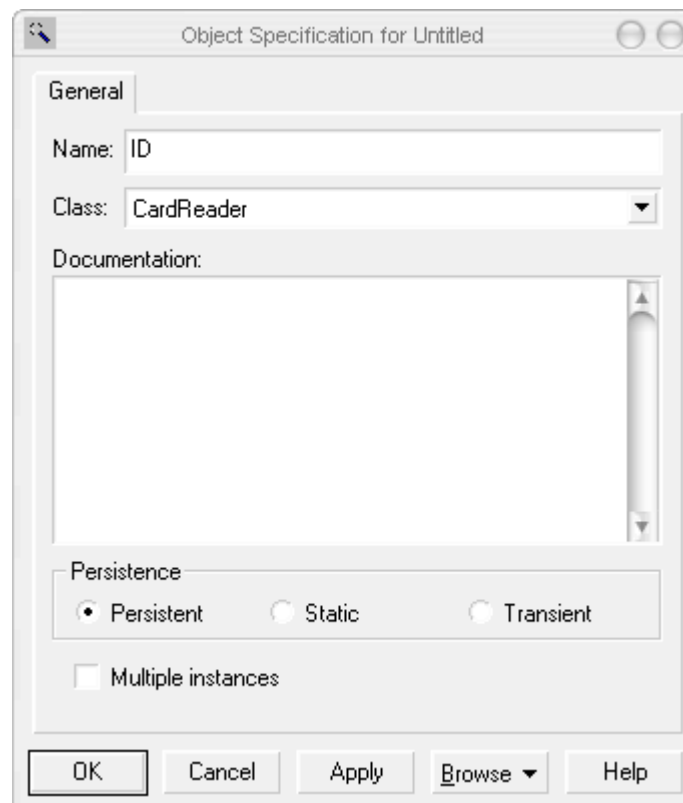 Object Specification for Untitled
General
Name: ID
Class: CardReader
Documentation:
Persistence
Persistent Static Transient
Multiple instances
OK Cancel Apply Browse Help